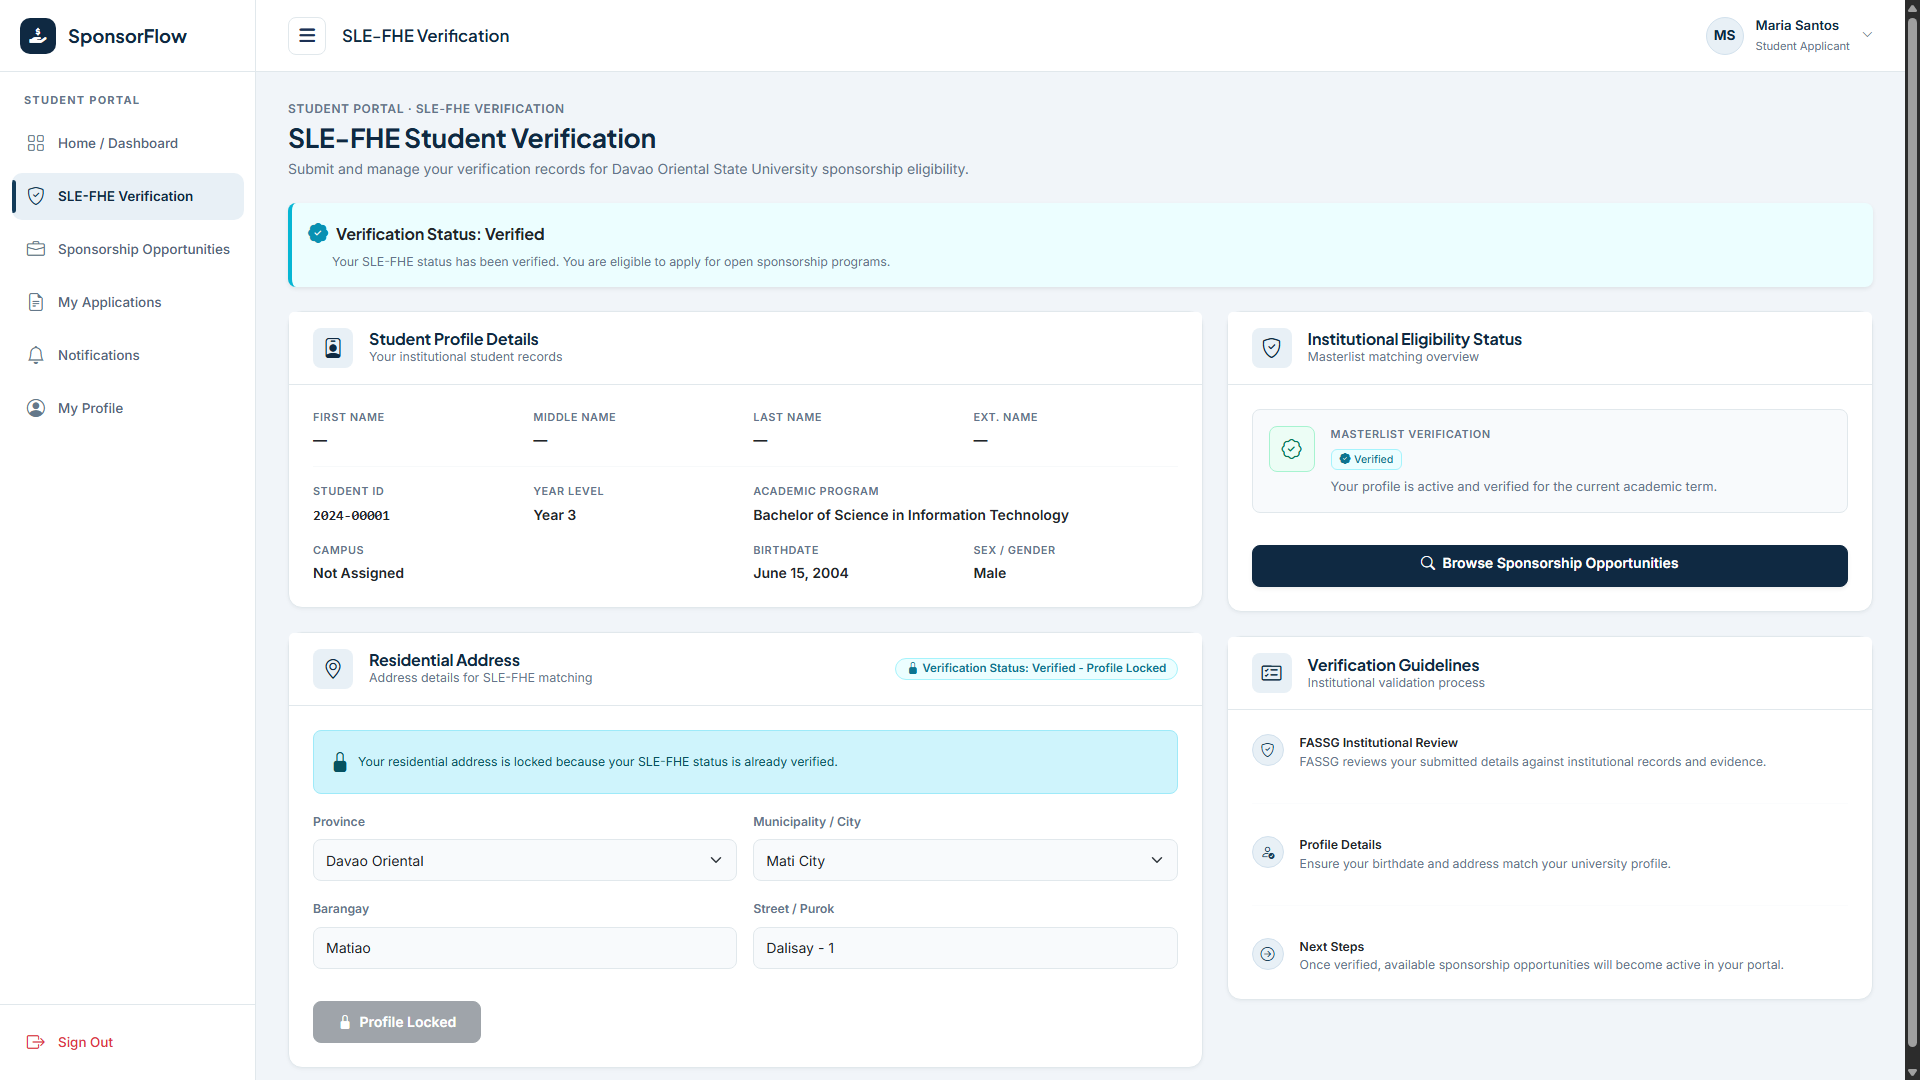 SponsorFlow
SLE-FHE Verification
MS
Maria Santos
Student Applicant
STUDENT PORTAL
Home / Dashboard
SLE-FHE Verification
Sponsorship Opportunities
My Applications
Notifications
My Profile
Sign Out
STUDENT PORTAL · SLE-FHE VERIFICATION
SLE-FHE Student Verification
Submit and manage your verification records for Davao Oriental State University sponsorship eligibility.
Verification Status: Verified
Your SLE-FHE status has been verified. You are eligible to apply for open sponsorship programs.
Student Profile Details
Your institutional student records
FIRST NAME
—
MIDDLE NAME
—
LAST NAME
—
EXT. NAME
—
STUDENT ID
2024-00001
YEAR LEVEL
Year 3
ACADEMIC PROGRAM
Bachelor of Science in Information Technology
CAMPUS
Not Assigned
BIRTHDATE
June 15, 2004
SEX / GENDER
Male
Institutional Eligibility Status
Masterlist matching overview
MASTERLIST VERIFICATION
Verified
Your profile is active and verified for the current academic term.
Browse Sponsorship Opportunities
Residential Address
Address details for SLE-FHE matching
Verification Status: Verified - Profile Locked
Your residential address is locked because your SLE-FHE status is already verified.
Province
Davao Oriental
Municipality / City
Mati City
Barangay
Matiao
Street / Purok
Dalisay - 1
Profile Locked
Verification Guidelines
Institutional validation process
FASSG Institutional Review
FASSG reviews your submitted details against institutional records and evidence.
Profile Details
Ensure your birthdate and address match your university profile.
Next Steps
Once verified, available sponsorship opportunities will become active in your portal.